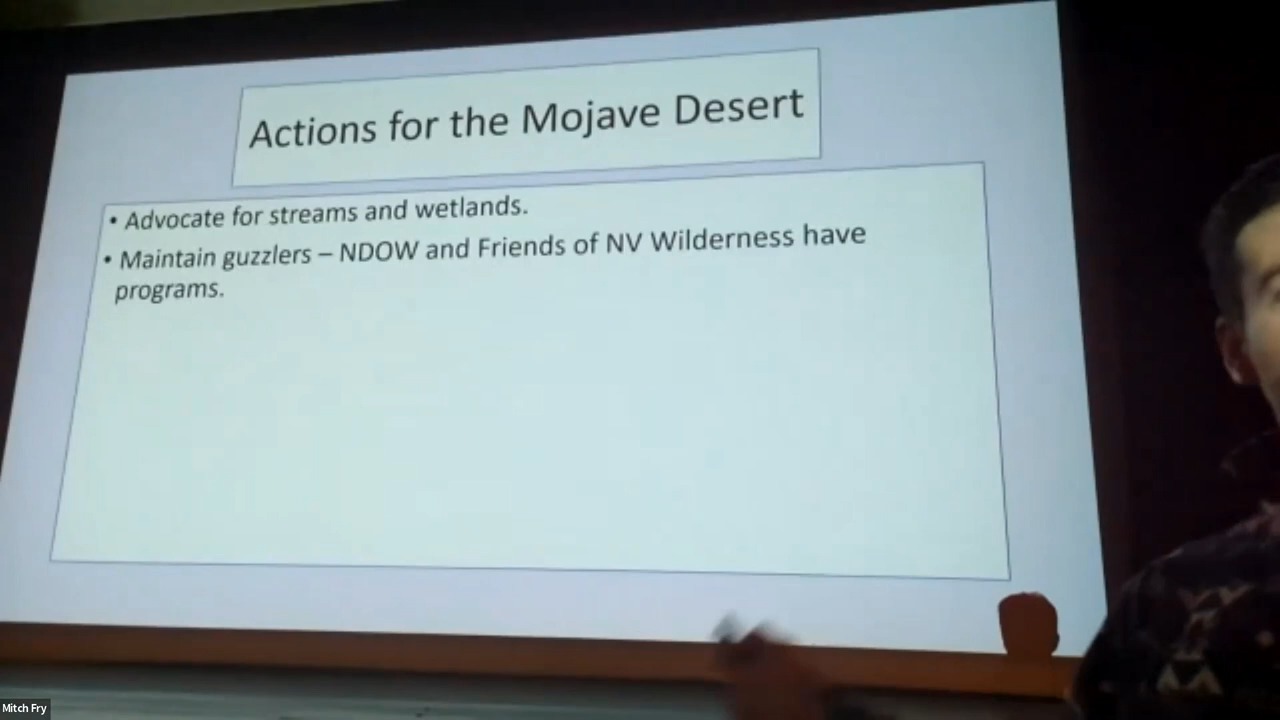 Actions for the Mojave Desert
• Advocate for streams and wetlands.
• Maintain guzzlers – NDOW and Friends of NV Wilderness have
programs.
Mitch Fry